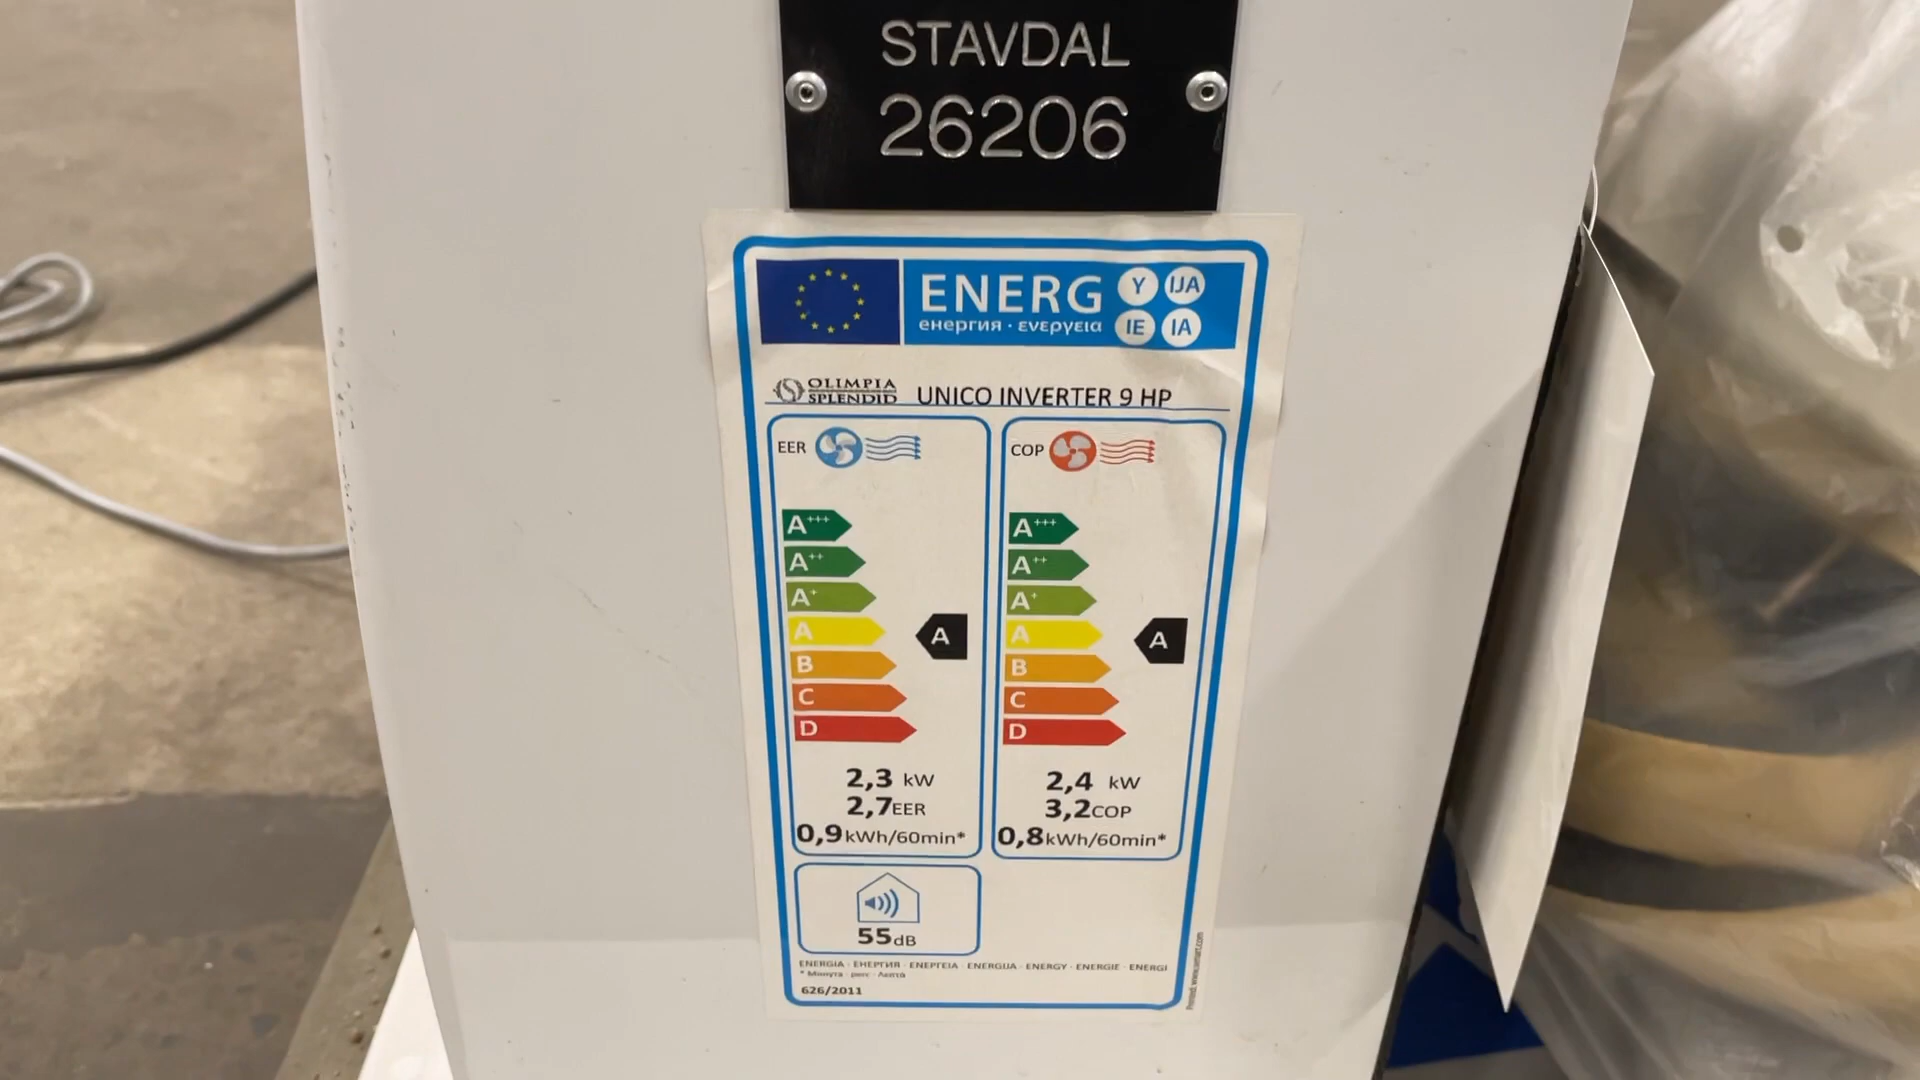 STAVDAL
26206
ENERG Y IJA
енергия · ενεργεια IE IA
OLIMPIA
SPLENDID UNICO INVERTER 9 HP
EER
COP
A+++
A++
A+
A
B
C
D
A
A+++
A++
A+
A
B
C
D
A
2,3 kW
2,7EER
0,9kWh/60min*
2,4 kW
3,2COP
0,8kWh/60min*
55dB
ENERGIA · ЕНЕРГИЯ · ΕΝΕΡΓΕΙΑ · ENERGIJA · ENERGY · ENERGIE · ENERGI
626/2011